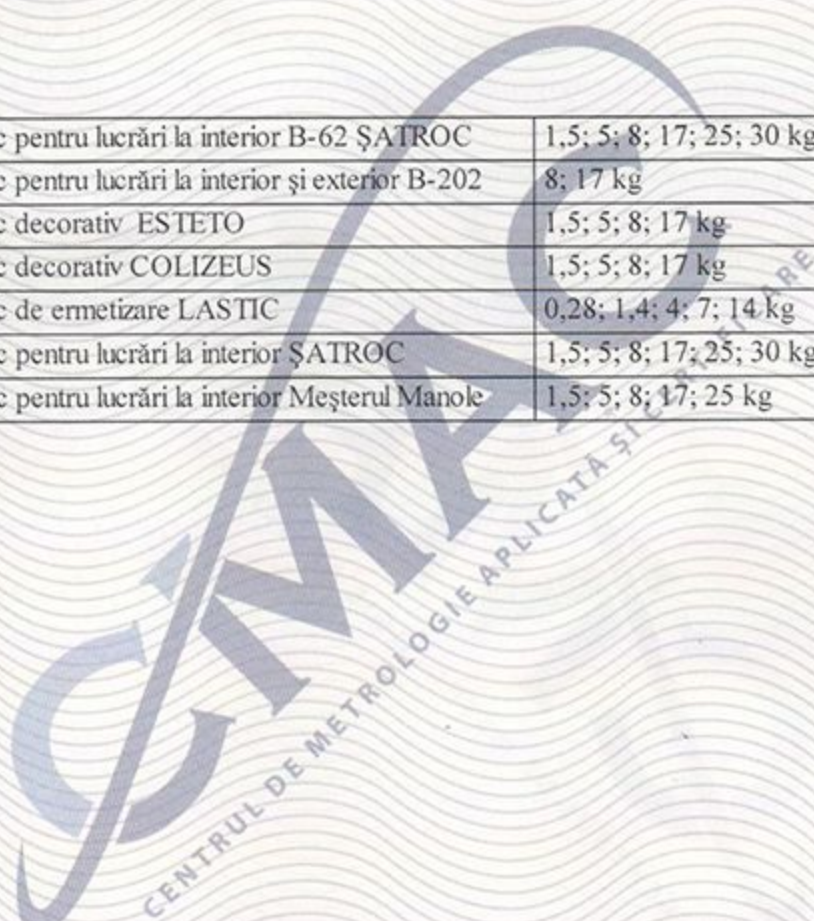 c pentru lucrări la interior B-62 ŞATROC 1,5; 5; 8; 17; 25; 30 kg
c pentru lucrări la interior şi exterior B-202 8; 17 kg
c decorativ ESTETO 1,5; 5; 8; 17 kg
c decorativ COLIZEUS 1,5; 5; 8; 17 kg
c de ermetizare LASTIC 0,28; 1,4; 4; 7; 14 kg
c pentru lucrări la interior ŞATROC 1,5; 5; 8; 17; 25; 30 kg
c pentru lucrări la interior Meşterul Manole 1,5; 5; 8; 17; 25 kg
CMAC
CENTRUL DE METROLOGIE APLICATĂ ŞI CERTIFICARE